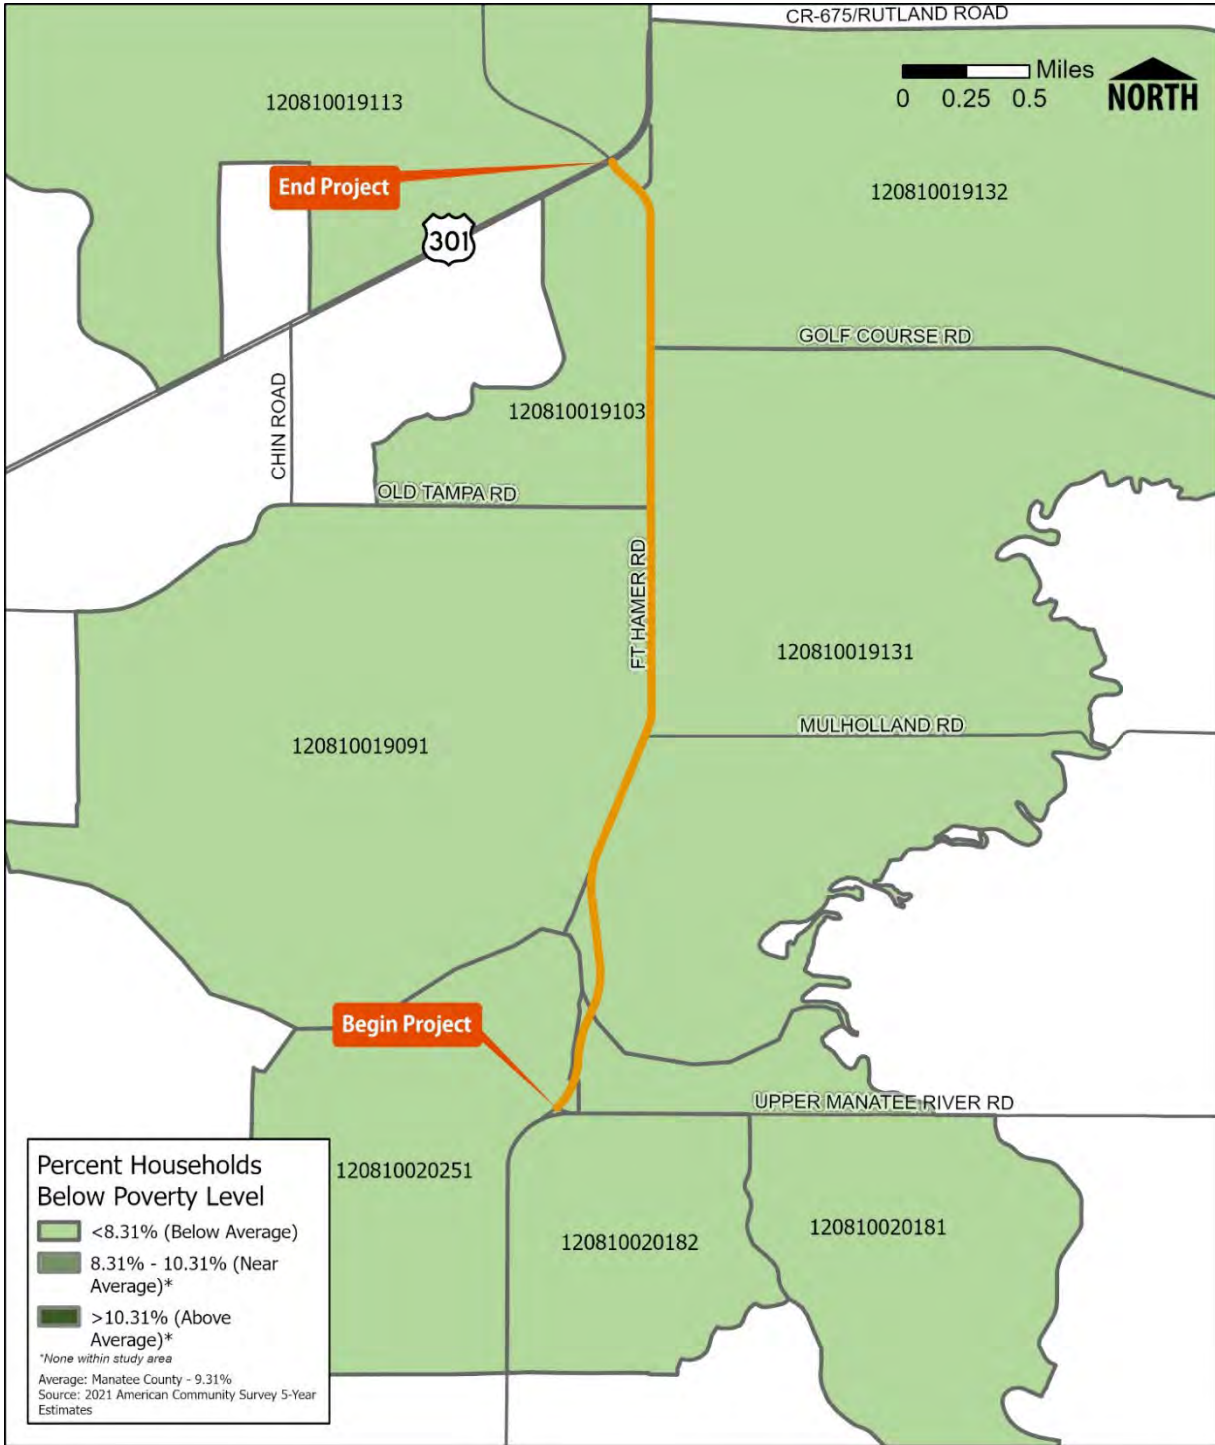 CR-675/RUTLAND ROAD
Miles
0 0.25 0.5
NORTH
120810019113
End Project
120810019132
301
GOLF COURSE RD
CHIN ROAD
120810019103
OLD TAMPA RD
FT HAMER RD
120810019131
MULHOLLAND RD
120810019091
Begin Project
UPPER MANATEE RIVER RD
120810020251
120810020182
120810020181
Percent Households
Below Poverty Level
<8.31% (Below Average)
8.31% - 10.31% (Near
Average)*
>10.31% (Above
Average)*
*None within study area
Average: Manatee County - 9.31%
Source: 2021 American Community Survey 5-Year
Estimates